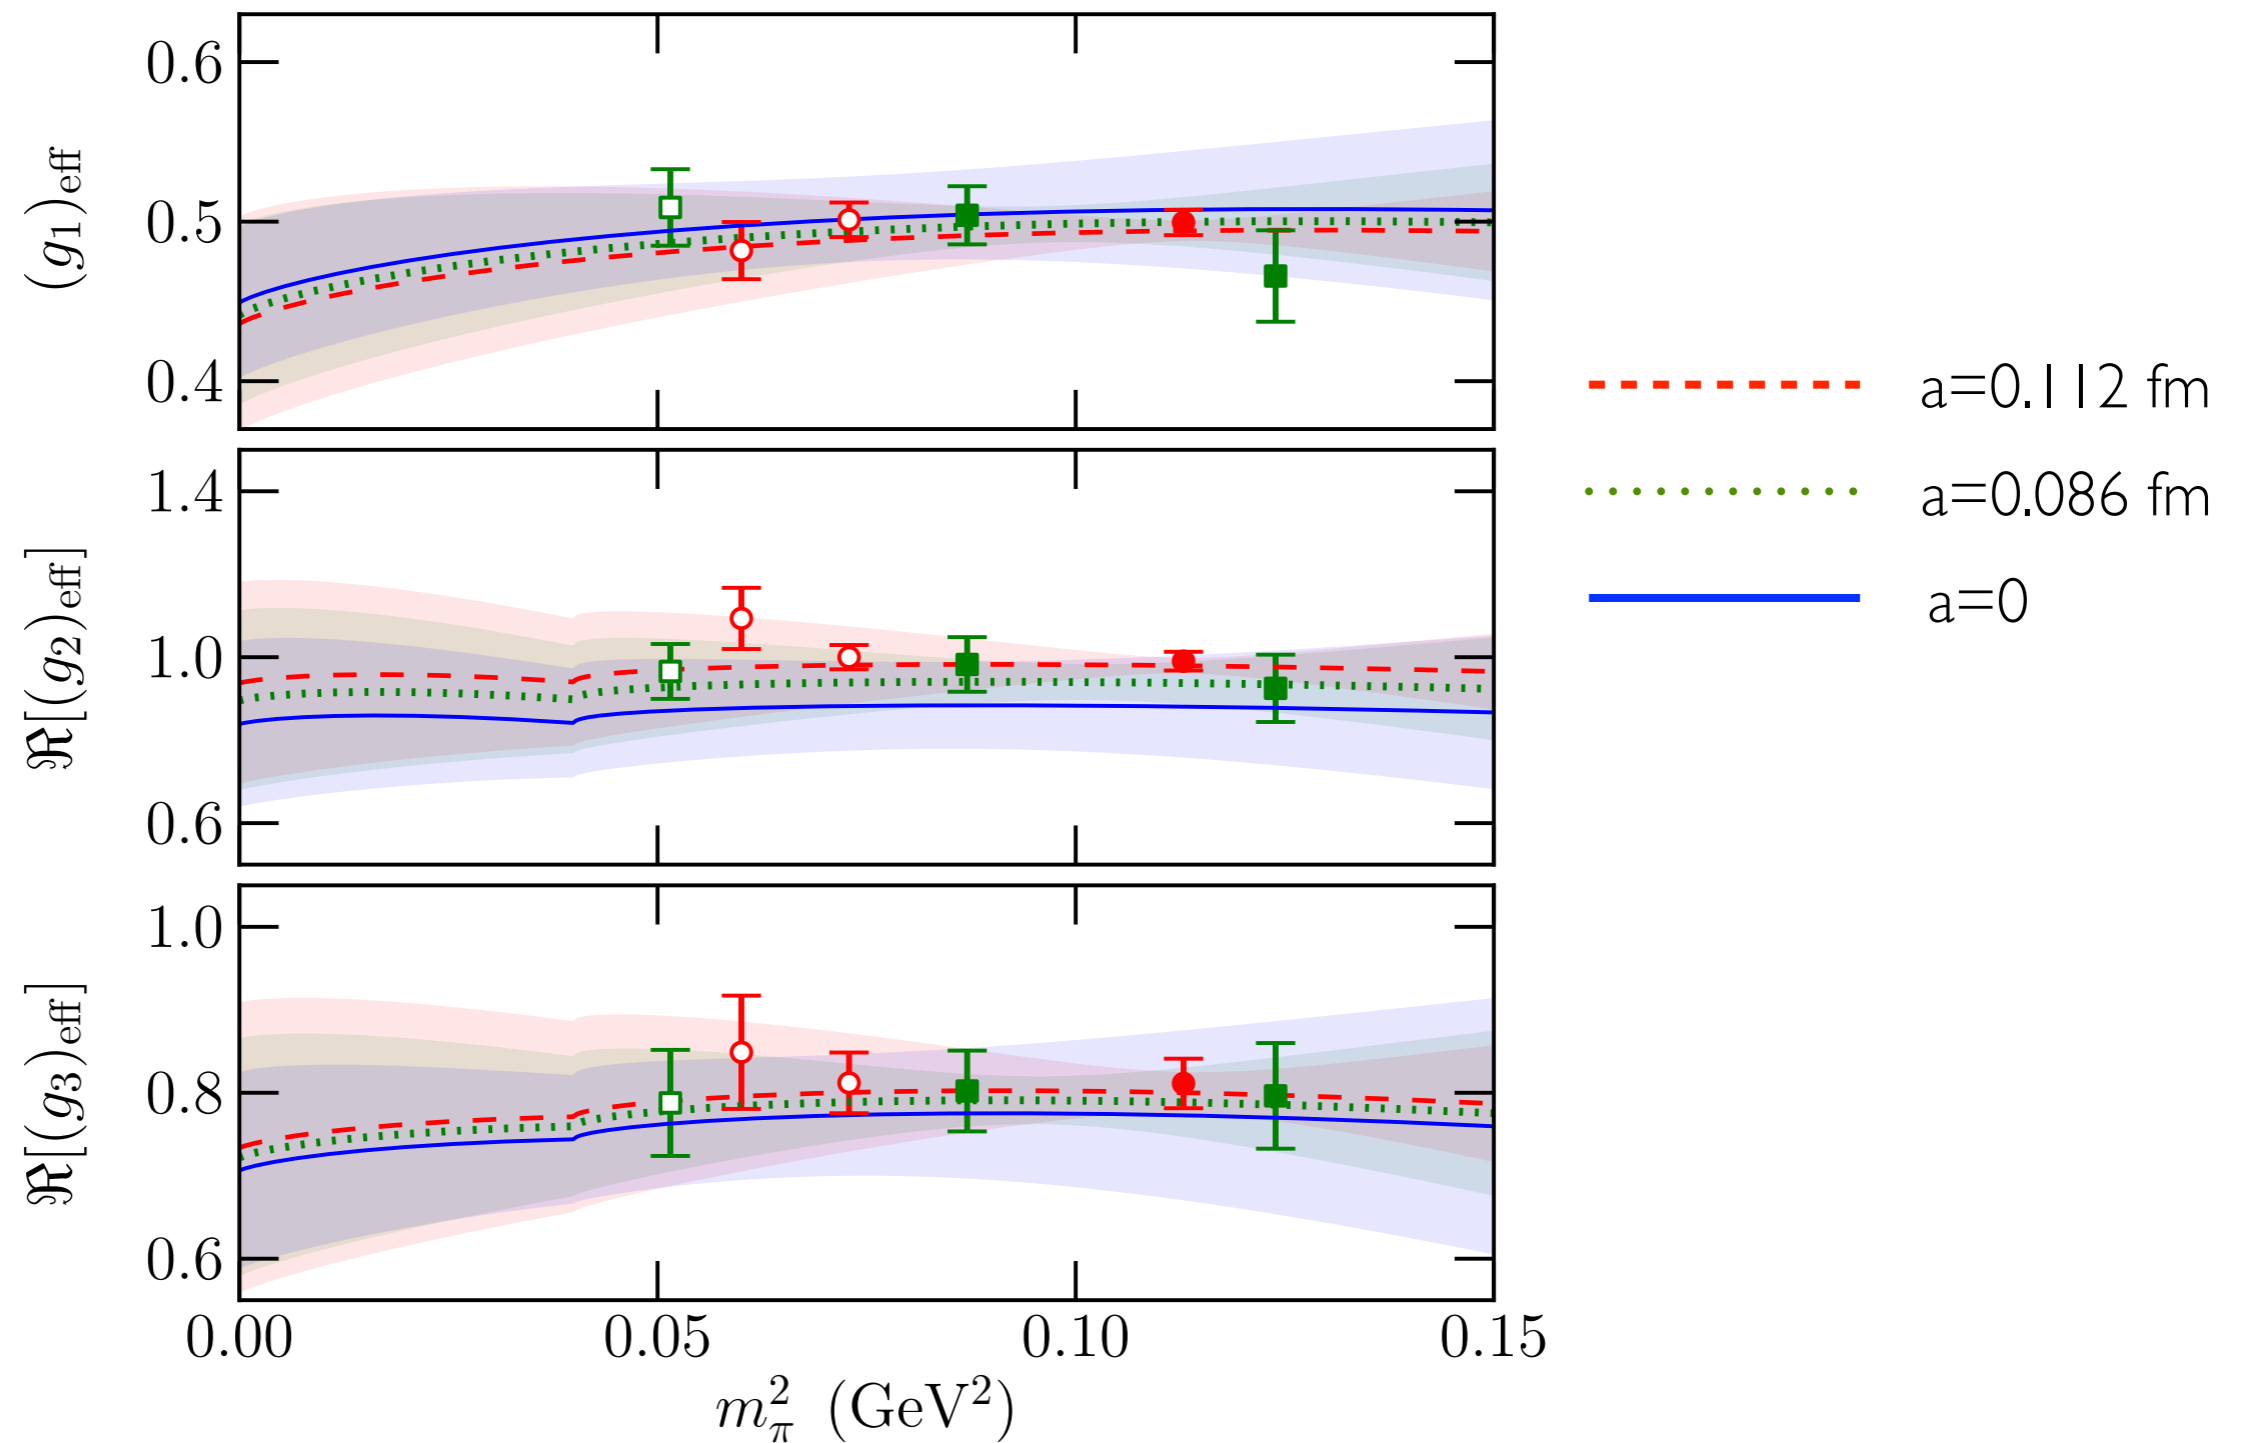 (g₁)eff
0.6
0.5
0.4
ℜ[(g₂)eff]
1.4
1.0
0.6
ℜ[(g₃)eff]
1.0
0.8
0.6
0.00 0.05 0.10 0.15
m²π (GeV²)
a=0.112 fm
a=0.086 fm
a=0